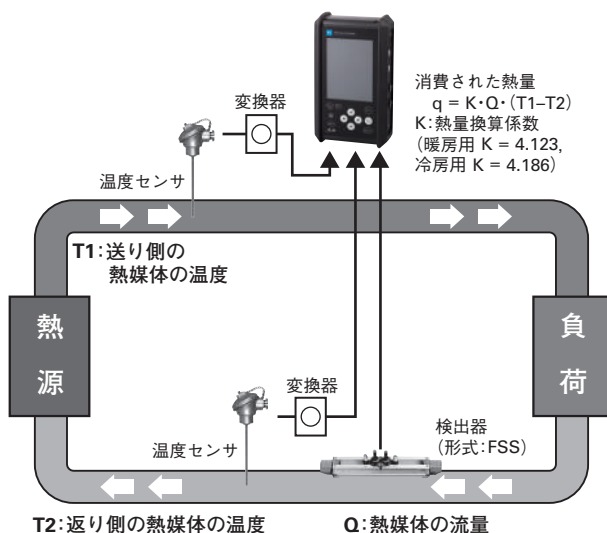 消費された熱量
q = K･Q･(T1–T2)
K:熱量換算係数
(暖房用 K = 4.123,
冷房用 K = 4.186)
変換器
温度センサ
T1:送り側の
熱媒体の温度
熱
源
負
荷
変換器
温度センサ
検出器
(形式:FSS)
T2:返り側の熱媒体の温度
Q:熱媒体の流量